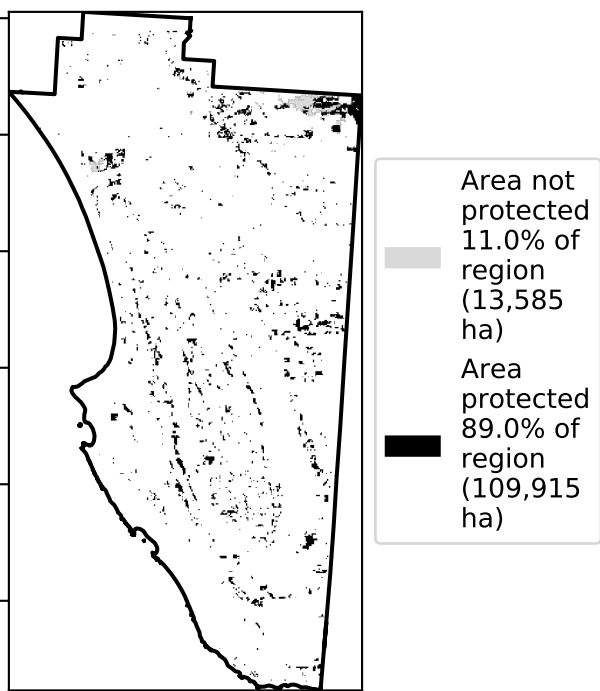 Area not
protected
11.0% of
region
(13,585
ha)
Area
protected
89.0% of
region
(109,915
ha)